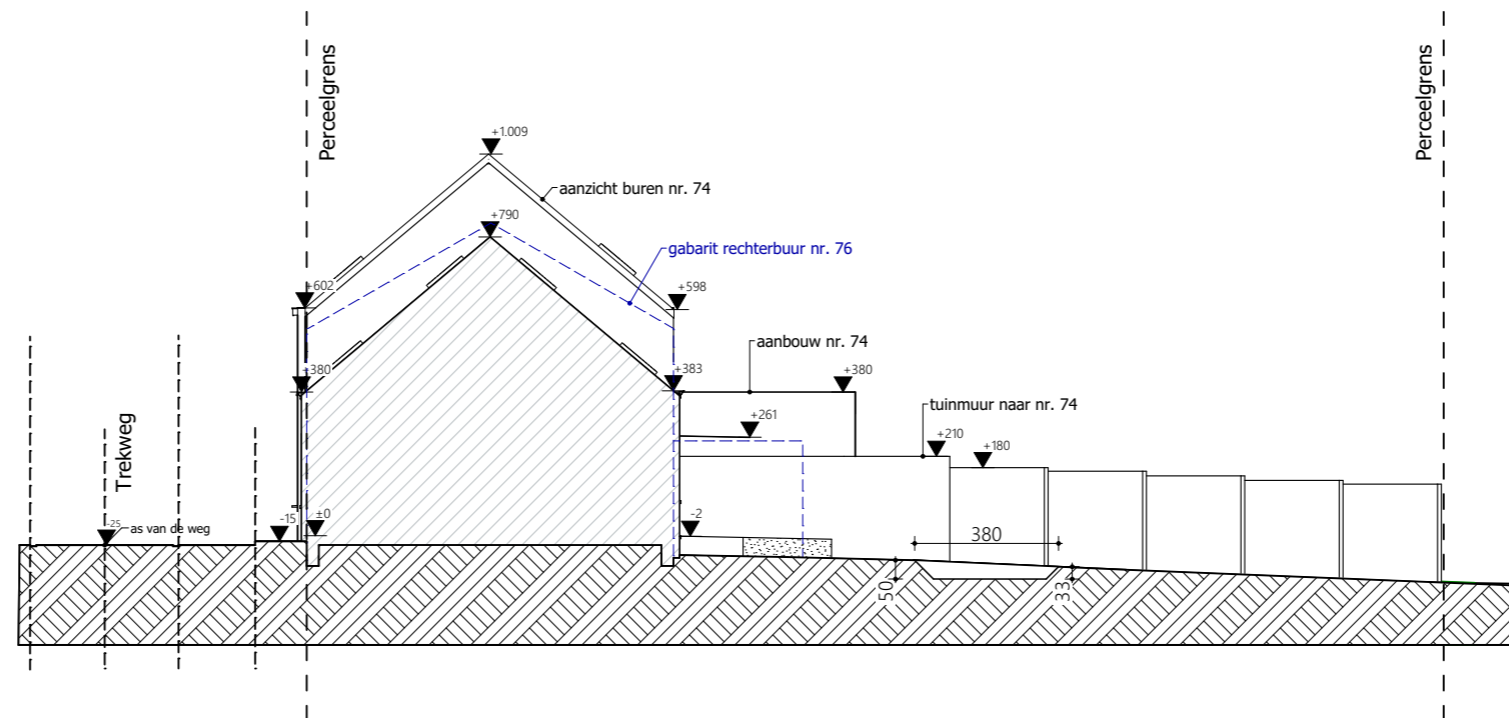 Perceelgrens
Perceelgrens
+1.009
aanzicht buren nr. 74
+790
gabarit rechterbuur nr. 76
+602
+598
aanbouw nr. 74
+380
+383
+380
tuinmuur naar nr. 74
+261
+210
+180
Trekweg
-25
as van de weg
-15
±0
-2
380
50
33